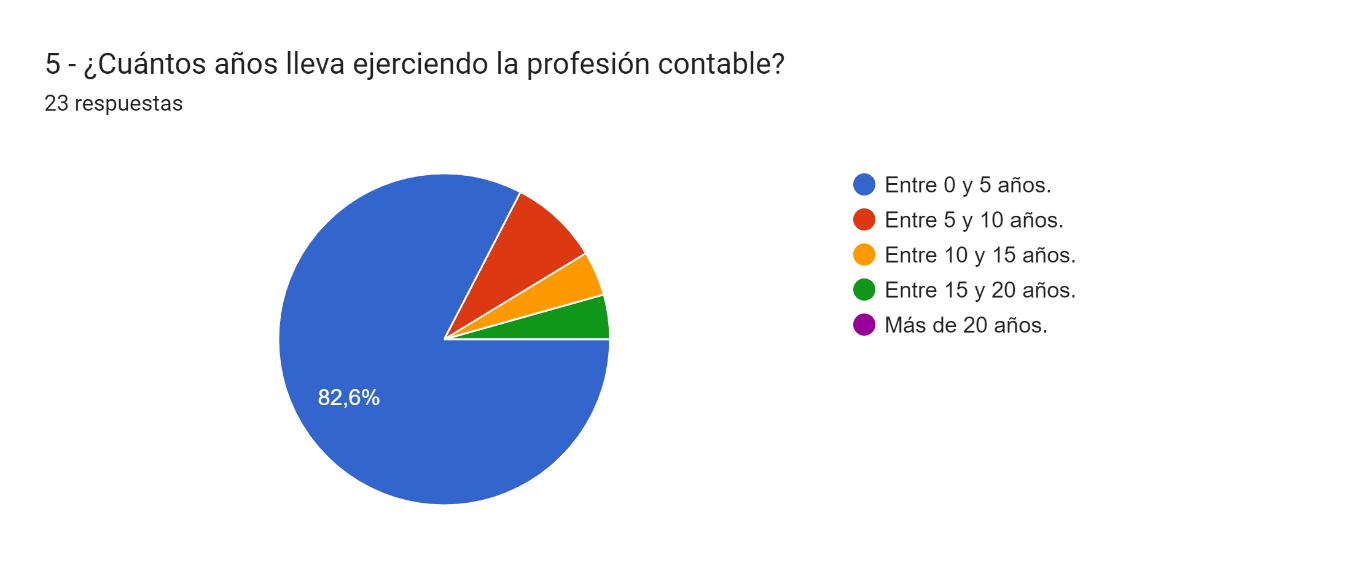 5 - ¿Cuántos años lleva ejerciendo la profesión contable?
23 respuestas
Entre 0 y 5 años.
Entre 5 y 10 años.
Entre 10 y 15 años.
Entre 15 y 20 años.
Más de 20 años.
82,6%